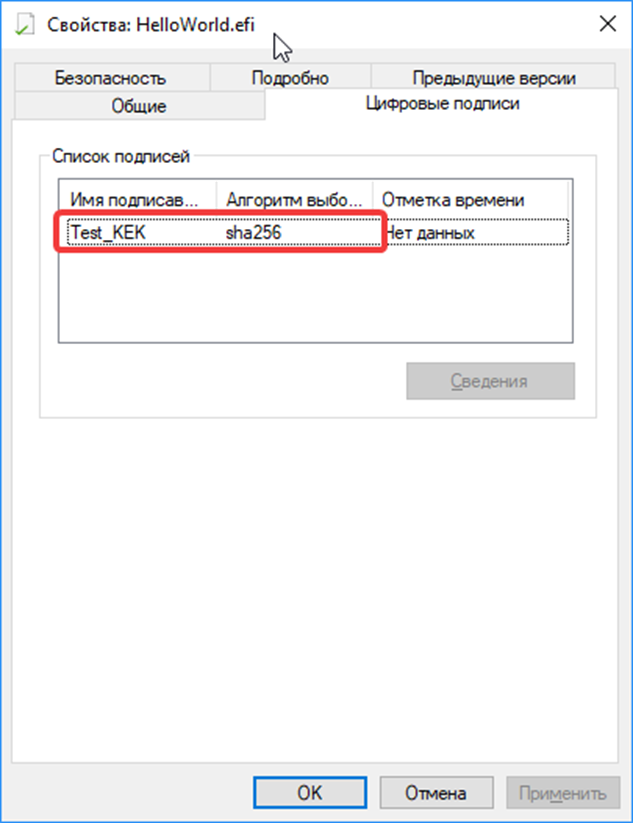 Свойства: HelloWorld.efi
Безопасность Подробно Предыдущие версии
Общие Цифровые подписи
Список подписей
Имя подписав... Алгоритм выбо... Отметка времени
Test_KEK sha256 Нет данных
Сведения
OK Отмена Применить